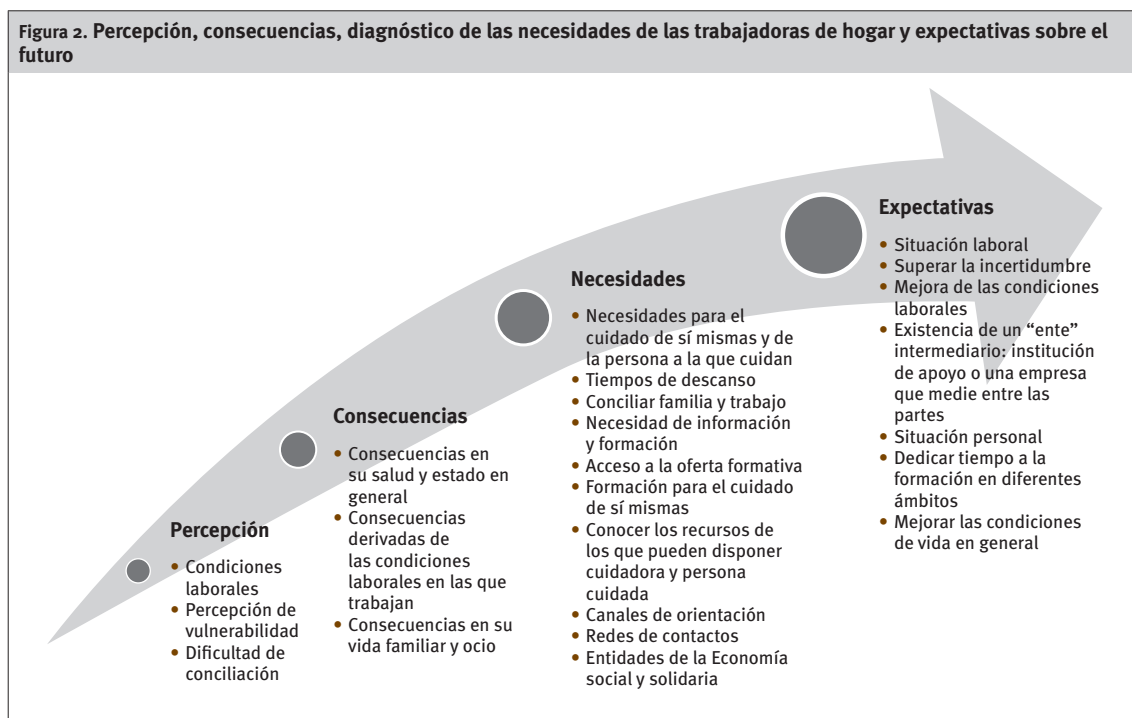 Figura 2. Percepción, consecuencias, diagnóstico de las necesidades de las trabajadoras de hogar y expectativas sobre el
futuro
Percepción
• Condiciones
laborales
• Percepción de
vulnerabilidad
• Dificultad de
conciliación
Consecuencias
• Consecuencias en
su salud y estado en
general
• Consecuencias
derivadas de
las condiciones
laborales en las que
trabajan
• Consecuencias en su
vida familiar y ocio
Necesidades
• Necesidades para el
cuidado de sí mismas y de
la persona a la que cuidan
• Tiempos de descanso
• Conciliar familia y trabajo
• Necesidad de información
y formación
• Acceso a la oferta formativa
• Formación para el cuidado
de sí mismas
• Conocer los recursos de
los que pueden disponer
cuidadora y persona
cuidada
• Canales de orientación
• Redes de contactos
• Entidades de la Economía
social y solidaria
Expectativas
• Situación laboral
• Superar la incertidumbre
• Mejora de las condiciones
laborales
• Existencia de un “ente”
intermediario: institución
de apoyo o una empresa
que medie entre las
partes
• Situación personal
• Dedicar tiempo a la
formación en diferentes
ámbitos
• Mejorar las condiciones
de vida en general